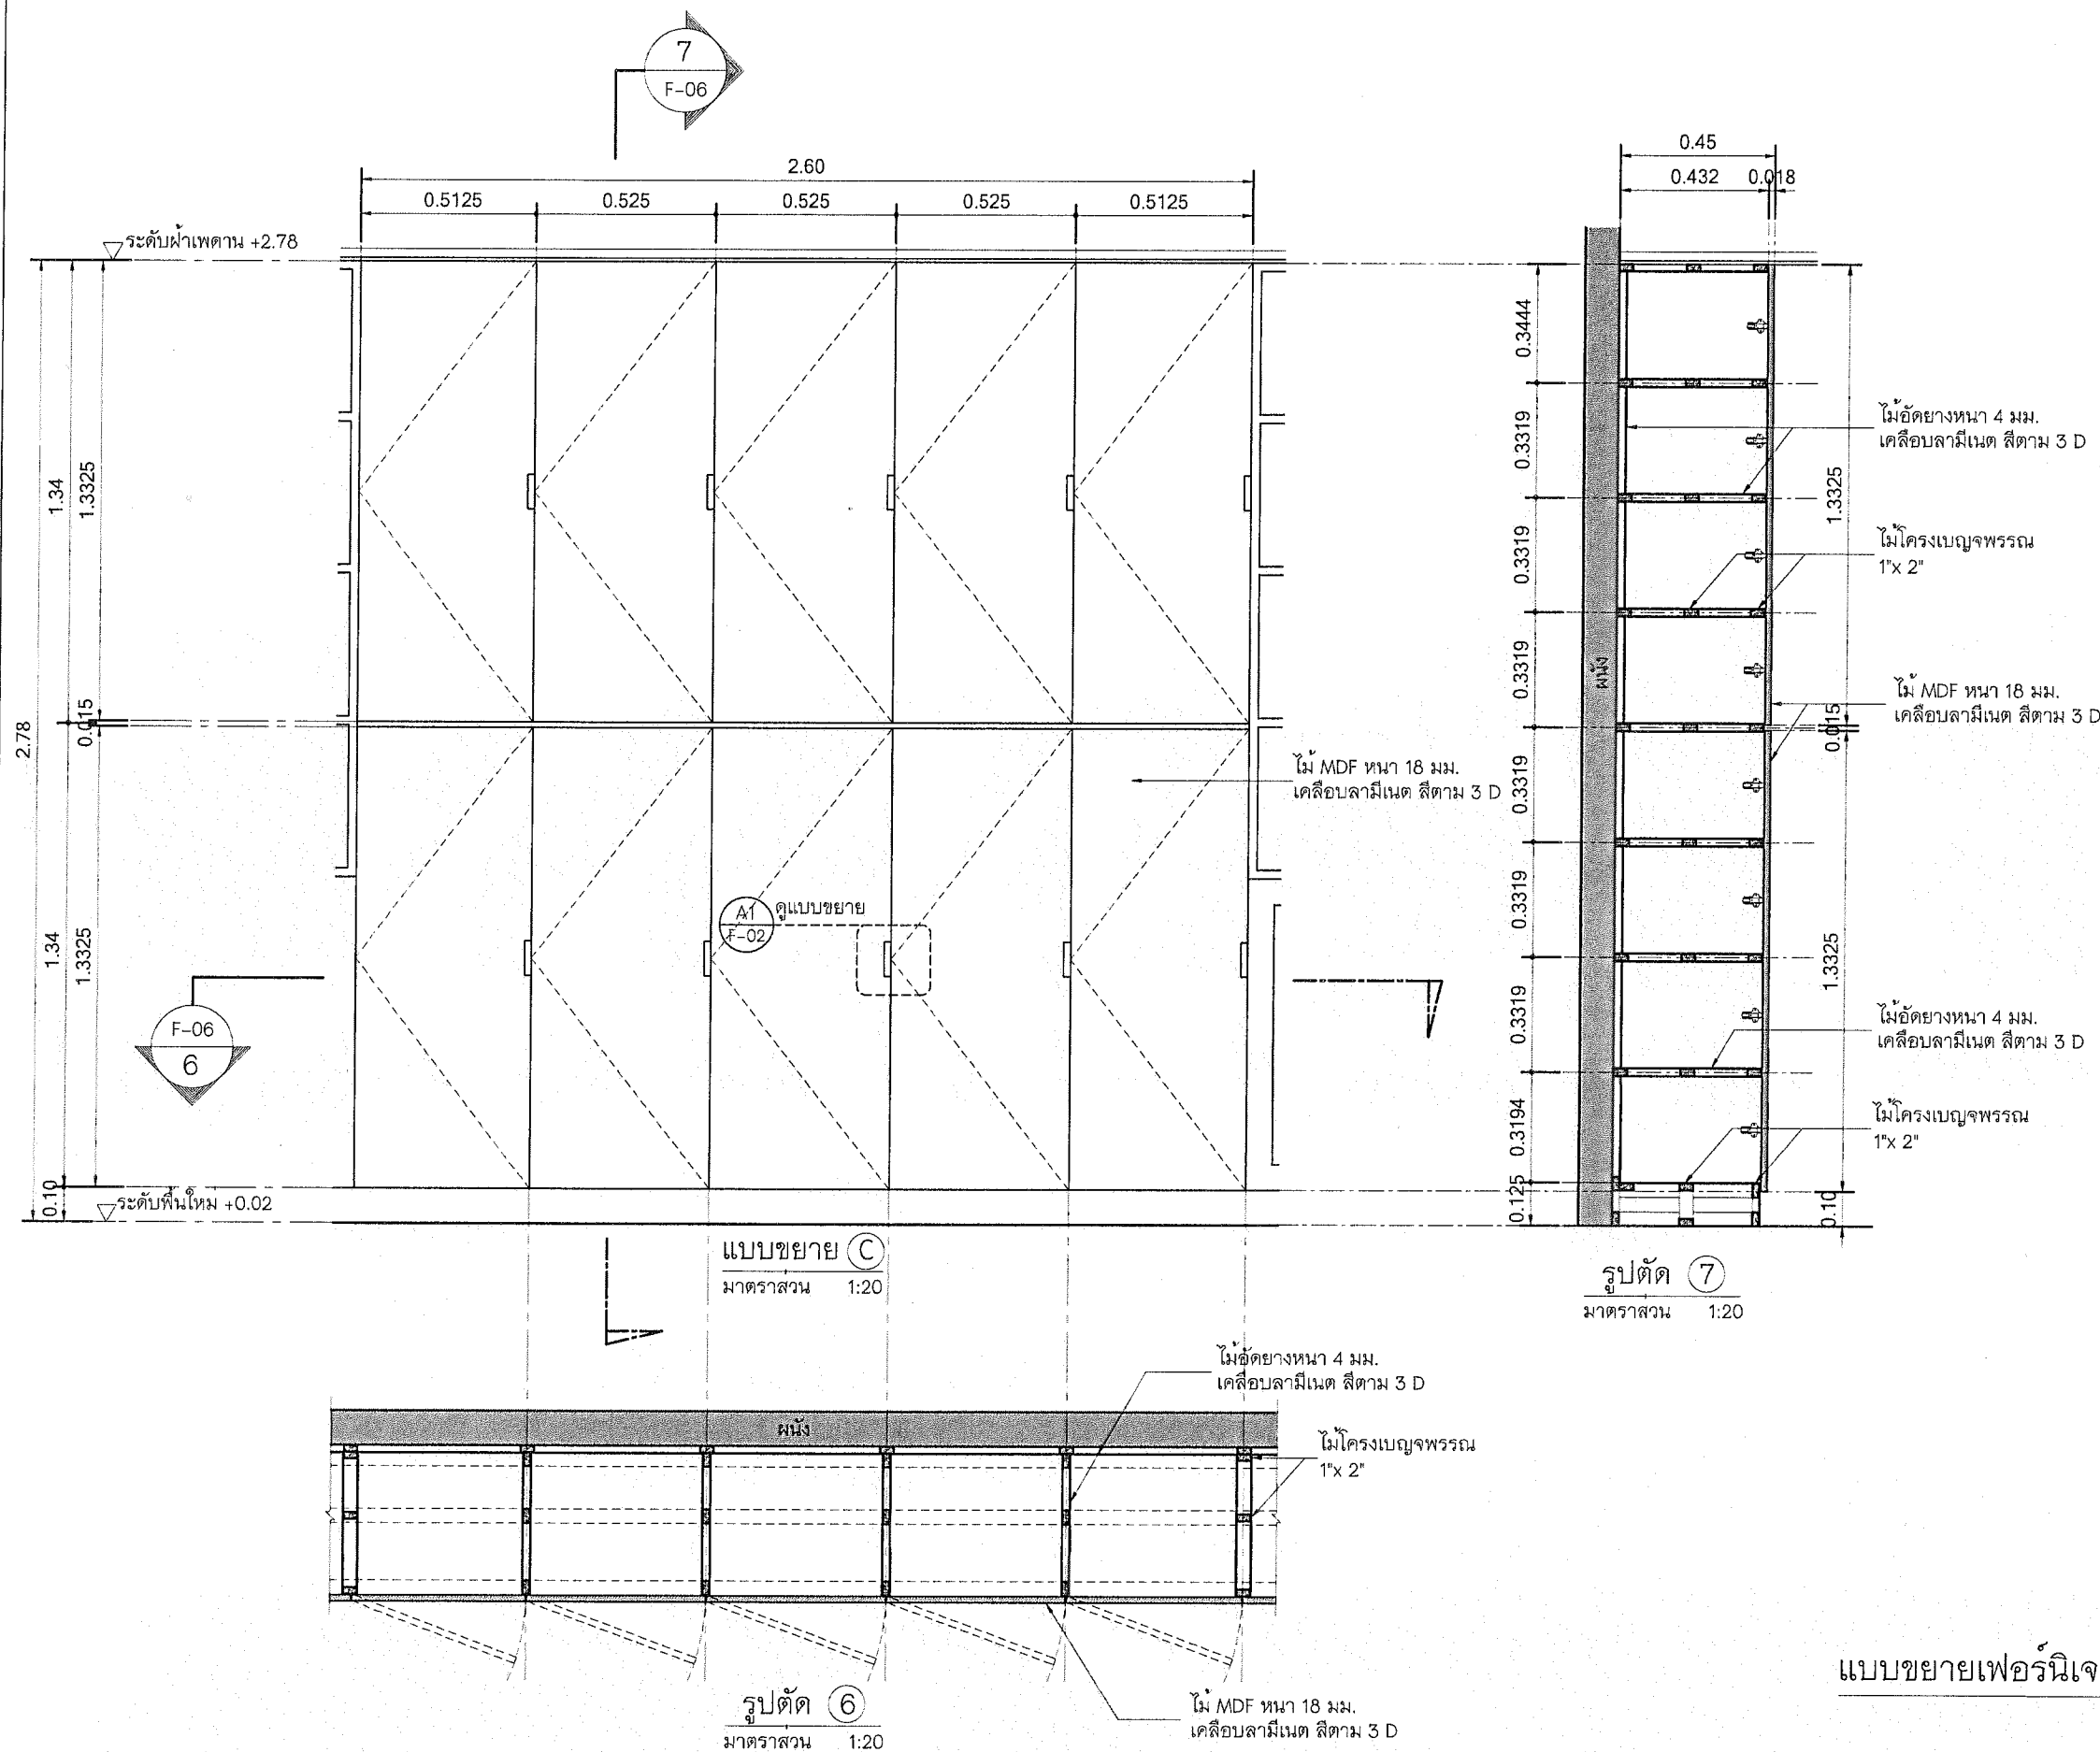 7
F-06
2.60
0.5125
0.525
0.525
0.525
0.5125
ระดับฝ้าเพดาน +2.78
2.78
1.34
1.3325
0.015
1.34
1.3325
0.10
ไม้ MDF หนา 18 มม.
เคลือบลามีเนต สีตาม 3 D
A1
F-02
ดูแบบขยาย
F-06
6
ระดับพื้นใหม่ +0.02
แบบขยาย C
มาตราส่วน 1:20
0.45
0.432
0.018
0.3444
0.3319
0.3319
0.3319
0.3319
0.3319
0.3319
0.3194
0.125
ผนัง
1.3325
0.015
1.3325
0.10
ไม้อัดยางหนา 4 มม.
เคลือบลามีเนต สีตาม 3 D
ไม้โครงเบญจพรรณ
1"x 2"
ไม้ MDF หนา 18 มม.
เคลือบลามีเนต สีตาม 3 D
ไม้อัดยางหนา 4 มม.
เคลือบลามีเนต สีตาม 3 D
ไม้โครงเบญจพรรณ
1"x 2"
รูปตัด 7
มาตราส่วน 1:20
ไม้อัดยางหนา 4 มม.
เคลือบลามีเนต สีตาม 3 D
ผนัง
ไม้โครงเบญจพรรณ
1"x 2"
รูปตัด 6
มาตราส่วน 1:20
ไม้ MDF หนา 18 มม.
เคลือบลามีเนต สีตาม 3 D
แบบขยายเฟอร์นิเจ